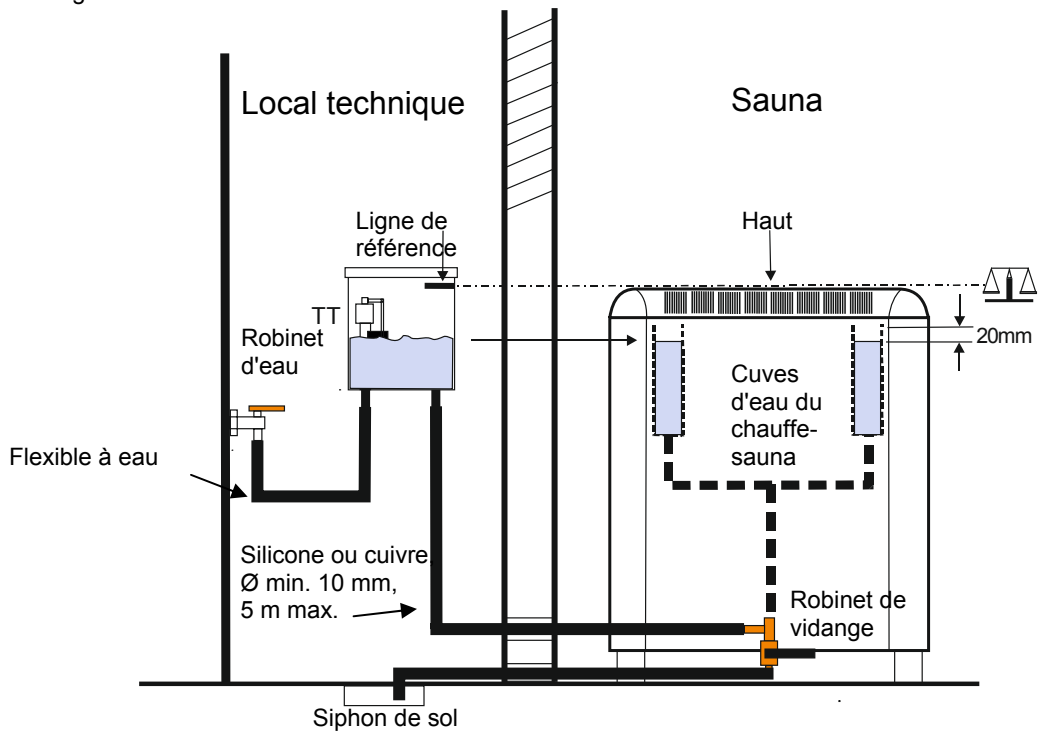 Local technique
Sauna
Ligne de
référence
Haut
TT
Robinet
d'eau
20mm
Cuves
d'eau du
chauffe-
sauna
Flexible à eau
Silicone ou cuivre,
Ø min. 10 mm,
5 m max.
Robinet de
vidange
Siphon de sol